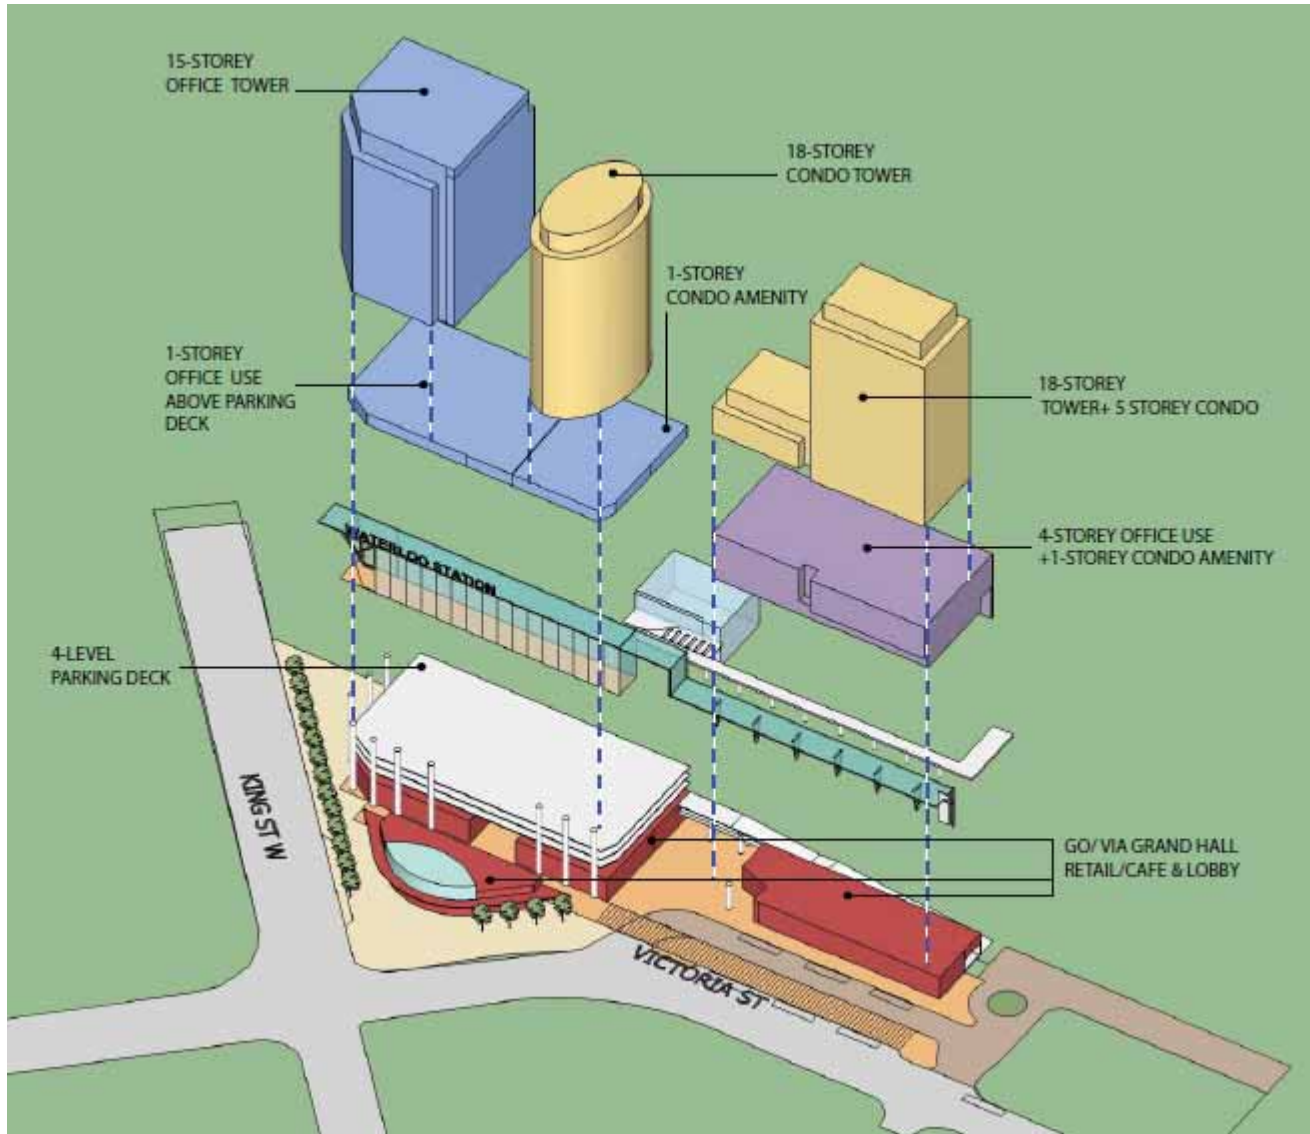 15-STOREY
OFFICE TOWER
18-STOREY
CONDO TOWER
1-STOREY
CONDO AMENITY
1-STOREY
OFFICE USE
ABOVE PARKING
DECK
18-STOREY
TOWER+ 5 STOREY CONDO
4-STOREY OFFICE USE
+1-STOREY CONDO AMENITY
WATERLOO STATION
4-LEVEL
PARKING DECK
KING ST W
GO/ VIA GRAND HALL
RETAIL/CAFE & LOBBY
VICTORIA ST